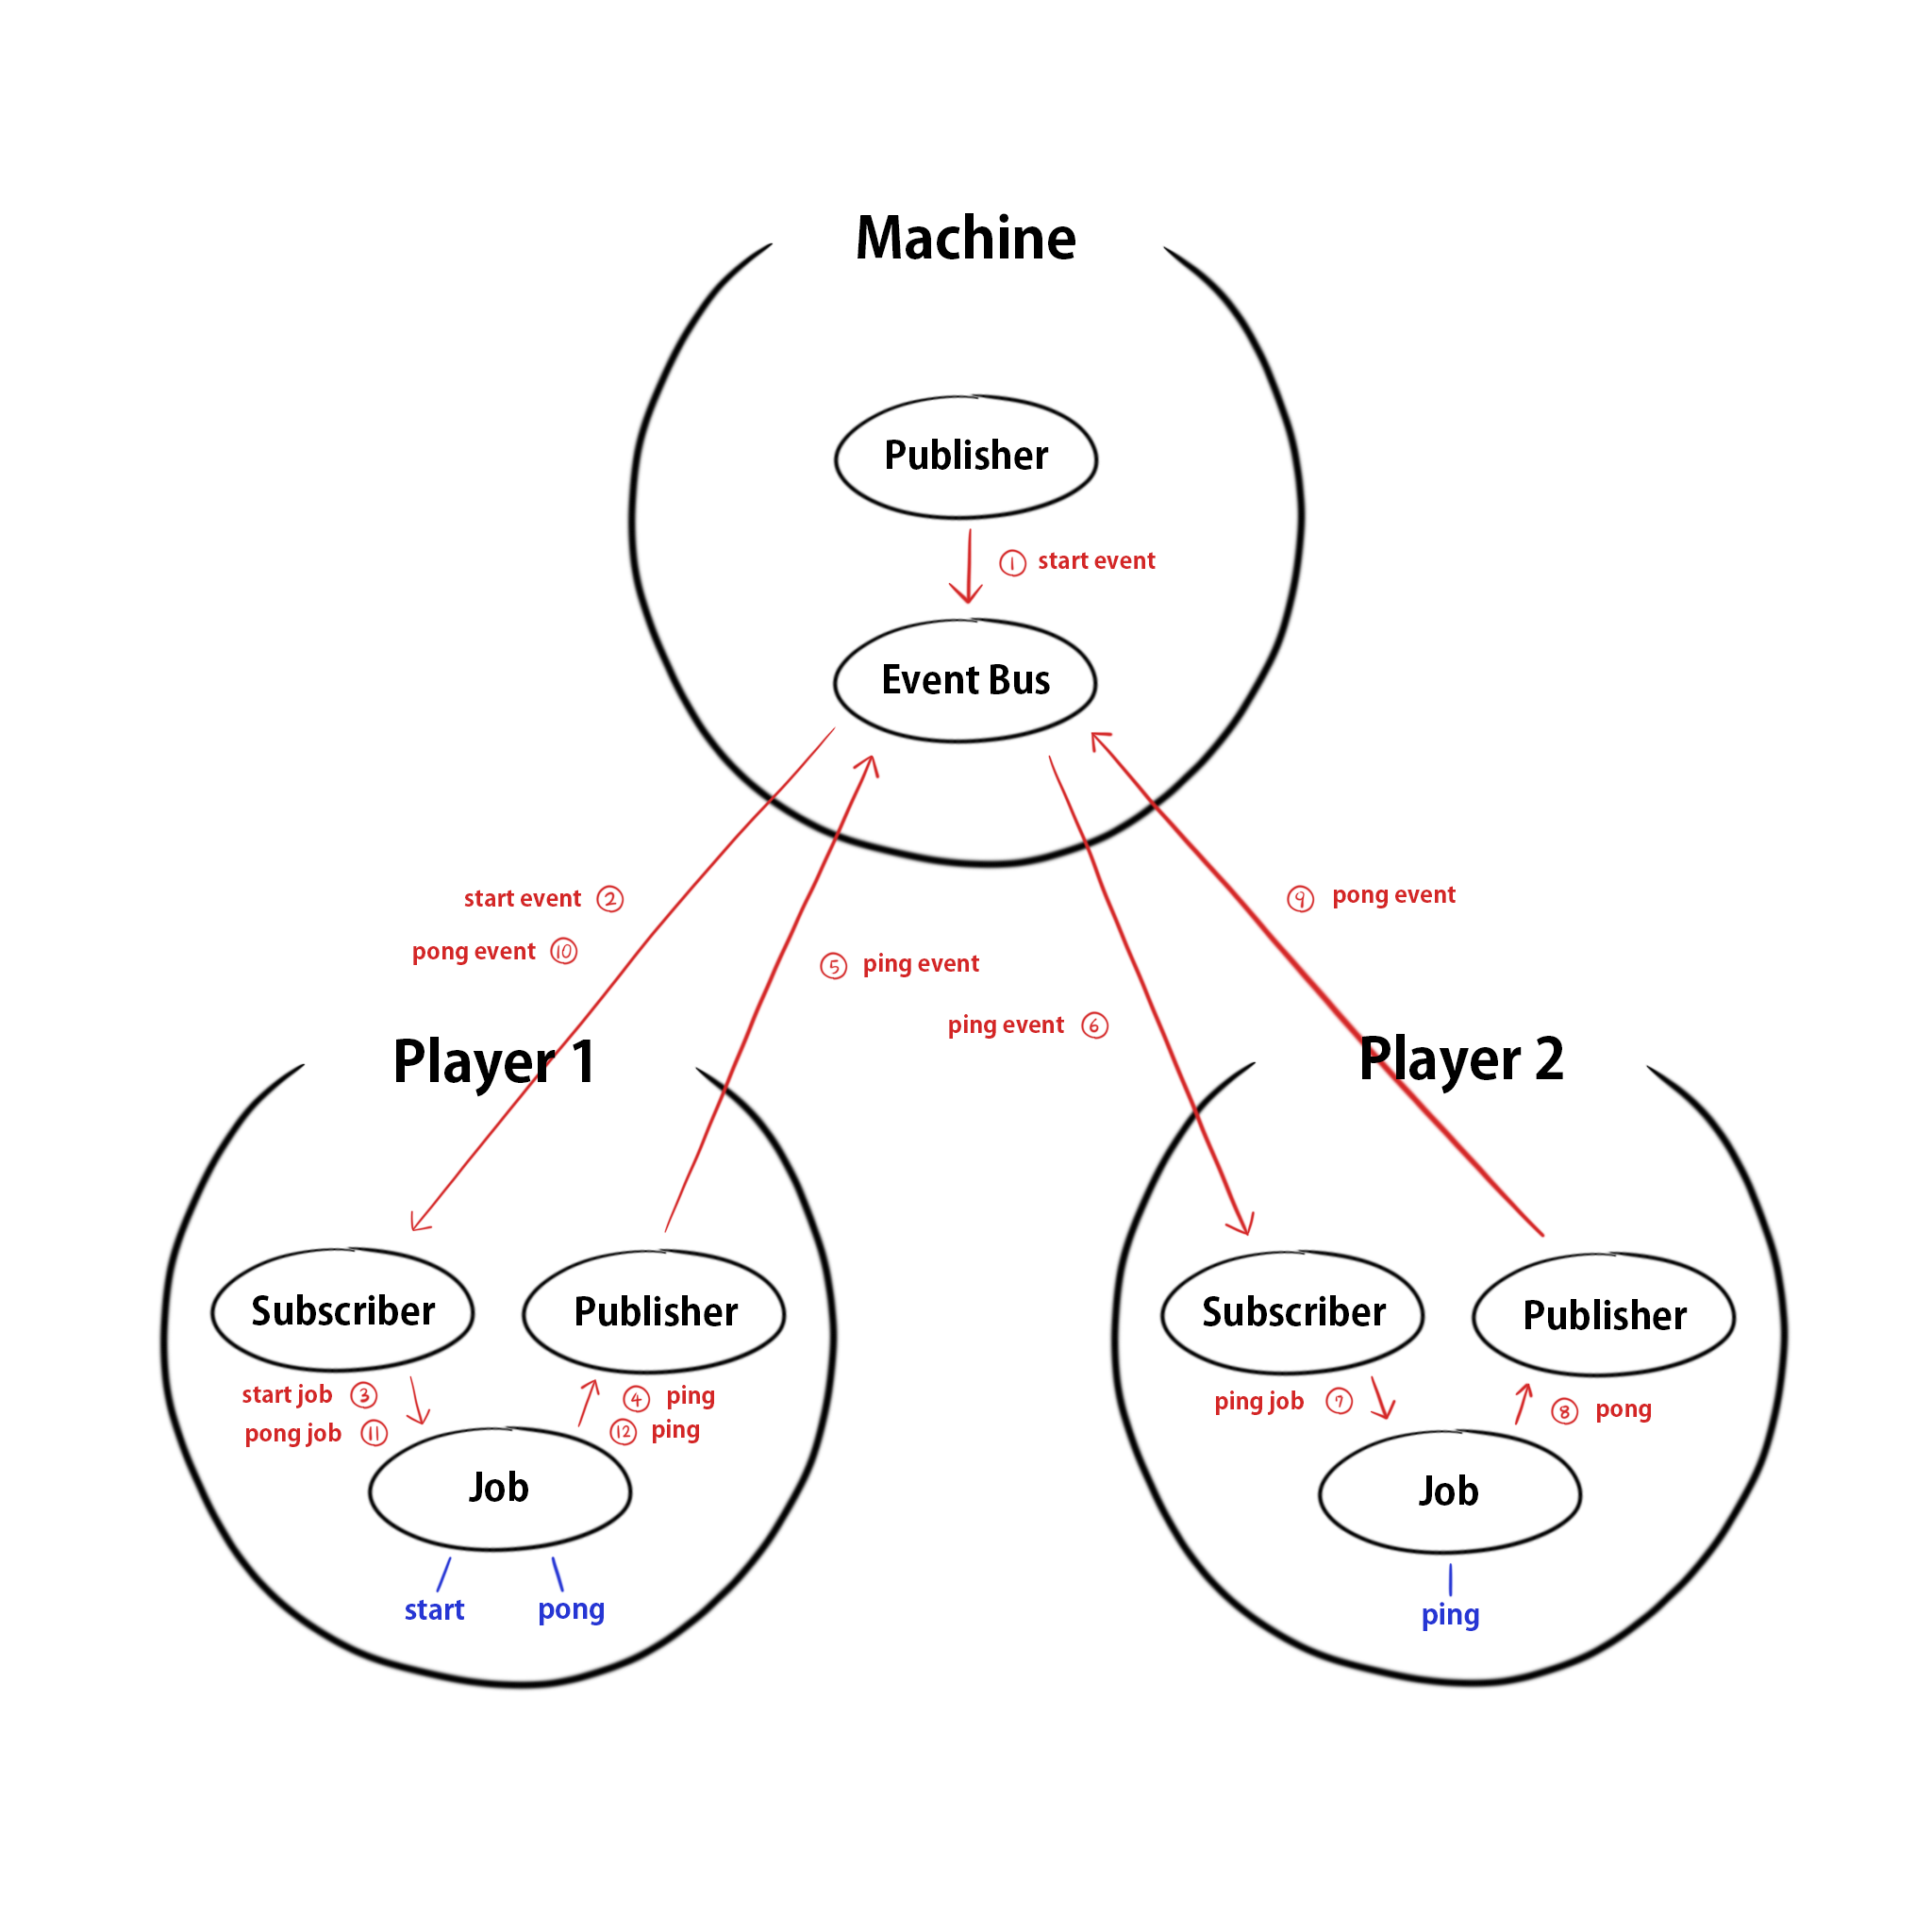 Machine
Publisher
① start event
Event Bus
start event ②
⑨ pong event
pong event ⑩
⑤ ping event
ping event ⑥
Player 1
Player 2
Subscriber
Publisher
start job ③
④ ping
pong job ⑪
⑫ ping
Job
start
pong
Subscriber
Publisher
ping job ⑦
⑧ pong
Job
ping